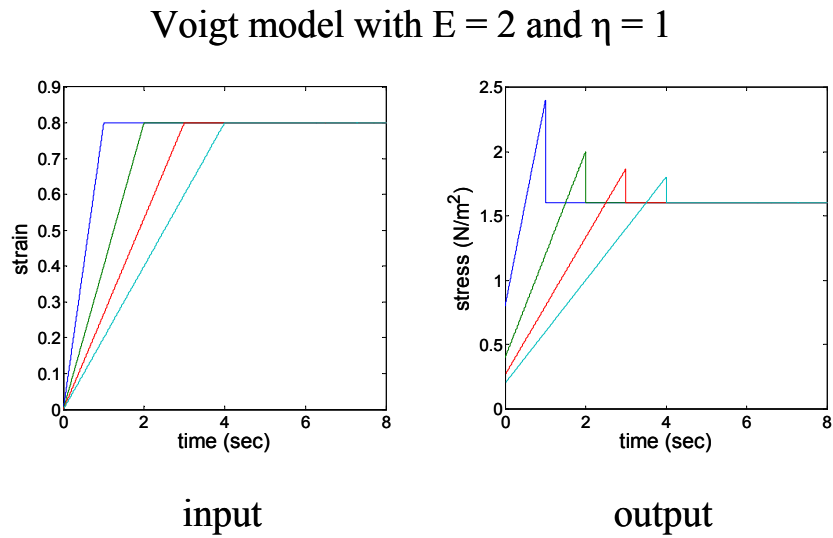 Voigt model with E = 2 and η = 1
0.9
0.8
0.7
0.6
0.5
0.4
0.3
0.2
0.1
0
0 2 4 6 8
strain
time (sec)
input
2.5
2
1.5
1
0.5
0
0 2 4 6 8
stress (N/m²)
time (sec)
output